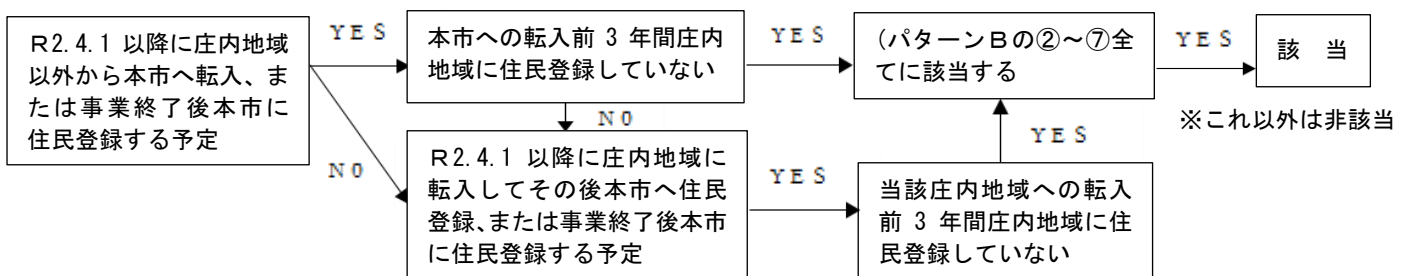 R2.4.1 以降に庄内地域
以外から本市へ転入、ま
たは事業終了後本市に
住民登録する予定
YES
本市への転入前 3 年間庄内
地域に住民登録していない
YES
(パターンBの②～⑦全
てに該当する
YES
該 当
※これ以外は非該当
NO
NO
R2.4.1 以降に庄内地域に
転入してその後本市へ住民
登録、または事業終了後本市
に住民登録する予定
YES
当該庄内地域への転入
前 3 年間庄内地域に住
民登録していない
YES